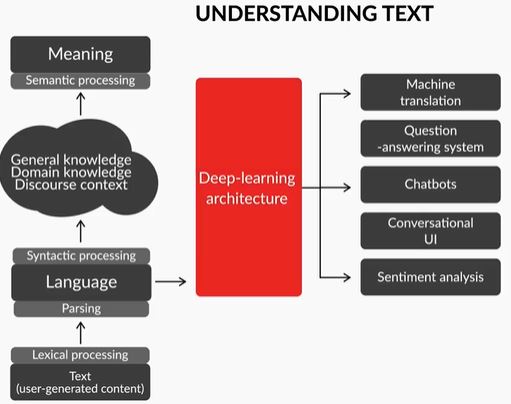 UNDERSTANDING TEXT
Meaning
Semantic processing
General knowledge
Domain knowledge
Discourse context
Syntactic processing
Language
Parsing
Lexical processing
Text
(user-generated content)
Deep-learning
architecture
Machine
translation
Question
-answering system
Chatbots
Conversational
UI
Sentiment analysis